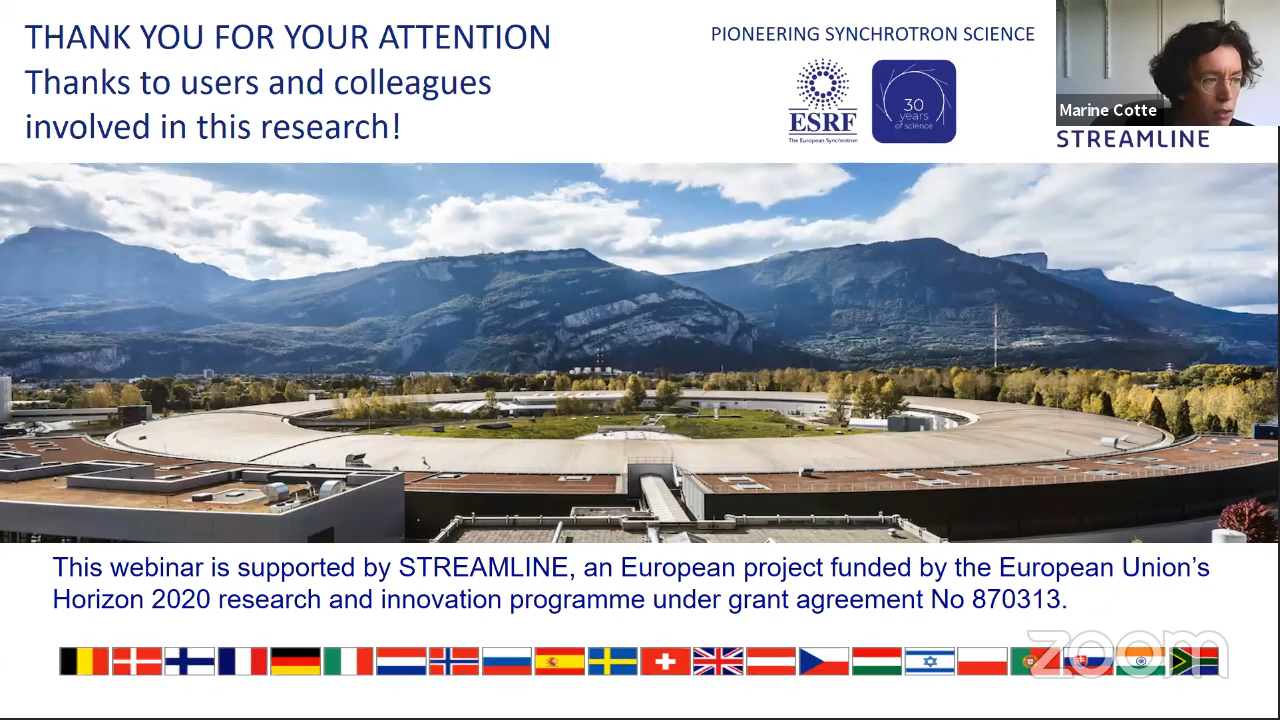 THANK YOU FOR YOUR ATTENTION
Thanks to users and colleagues
involved in this research!
PIONEERING SYNCHROTRON SCIENCE
ESRF
The European Synchrotron
30
years
of science
Marine Cotte
STREAMLINE
This webinar is supported by STREAMLINE, an European project funded by the European Union’s
Horizon 2020 research and innovation programme under grant agreement No 870313.
zoom